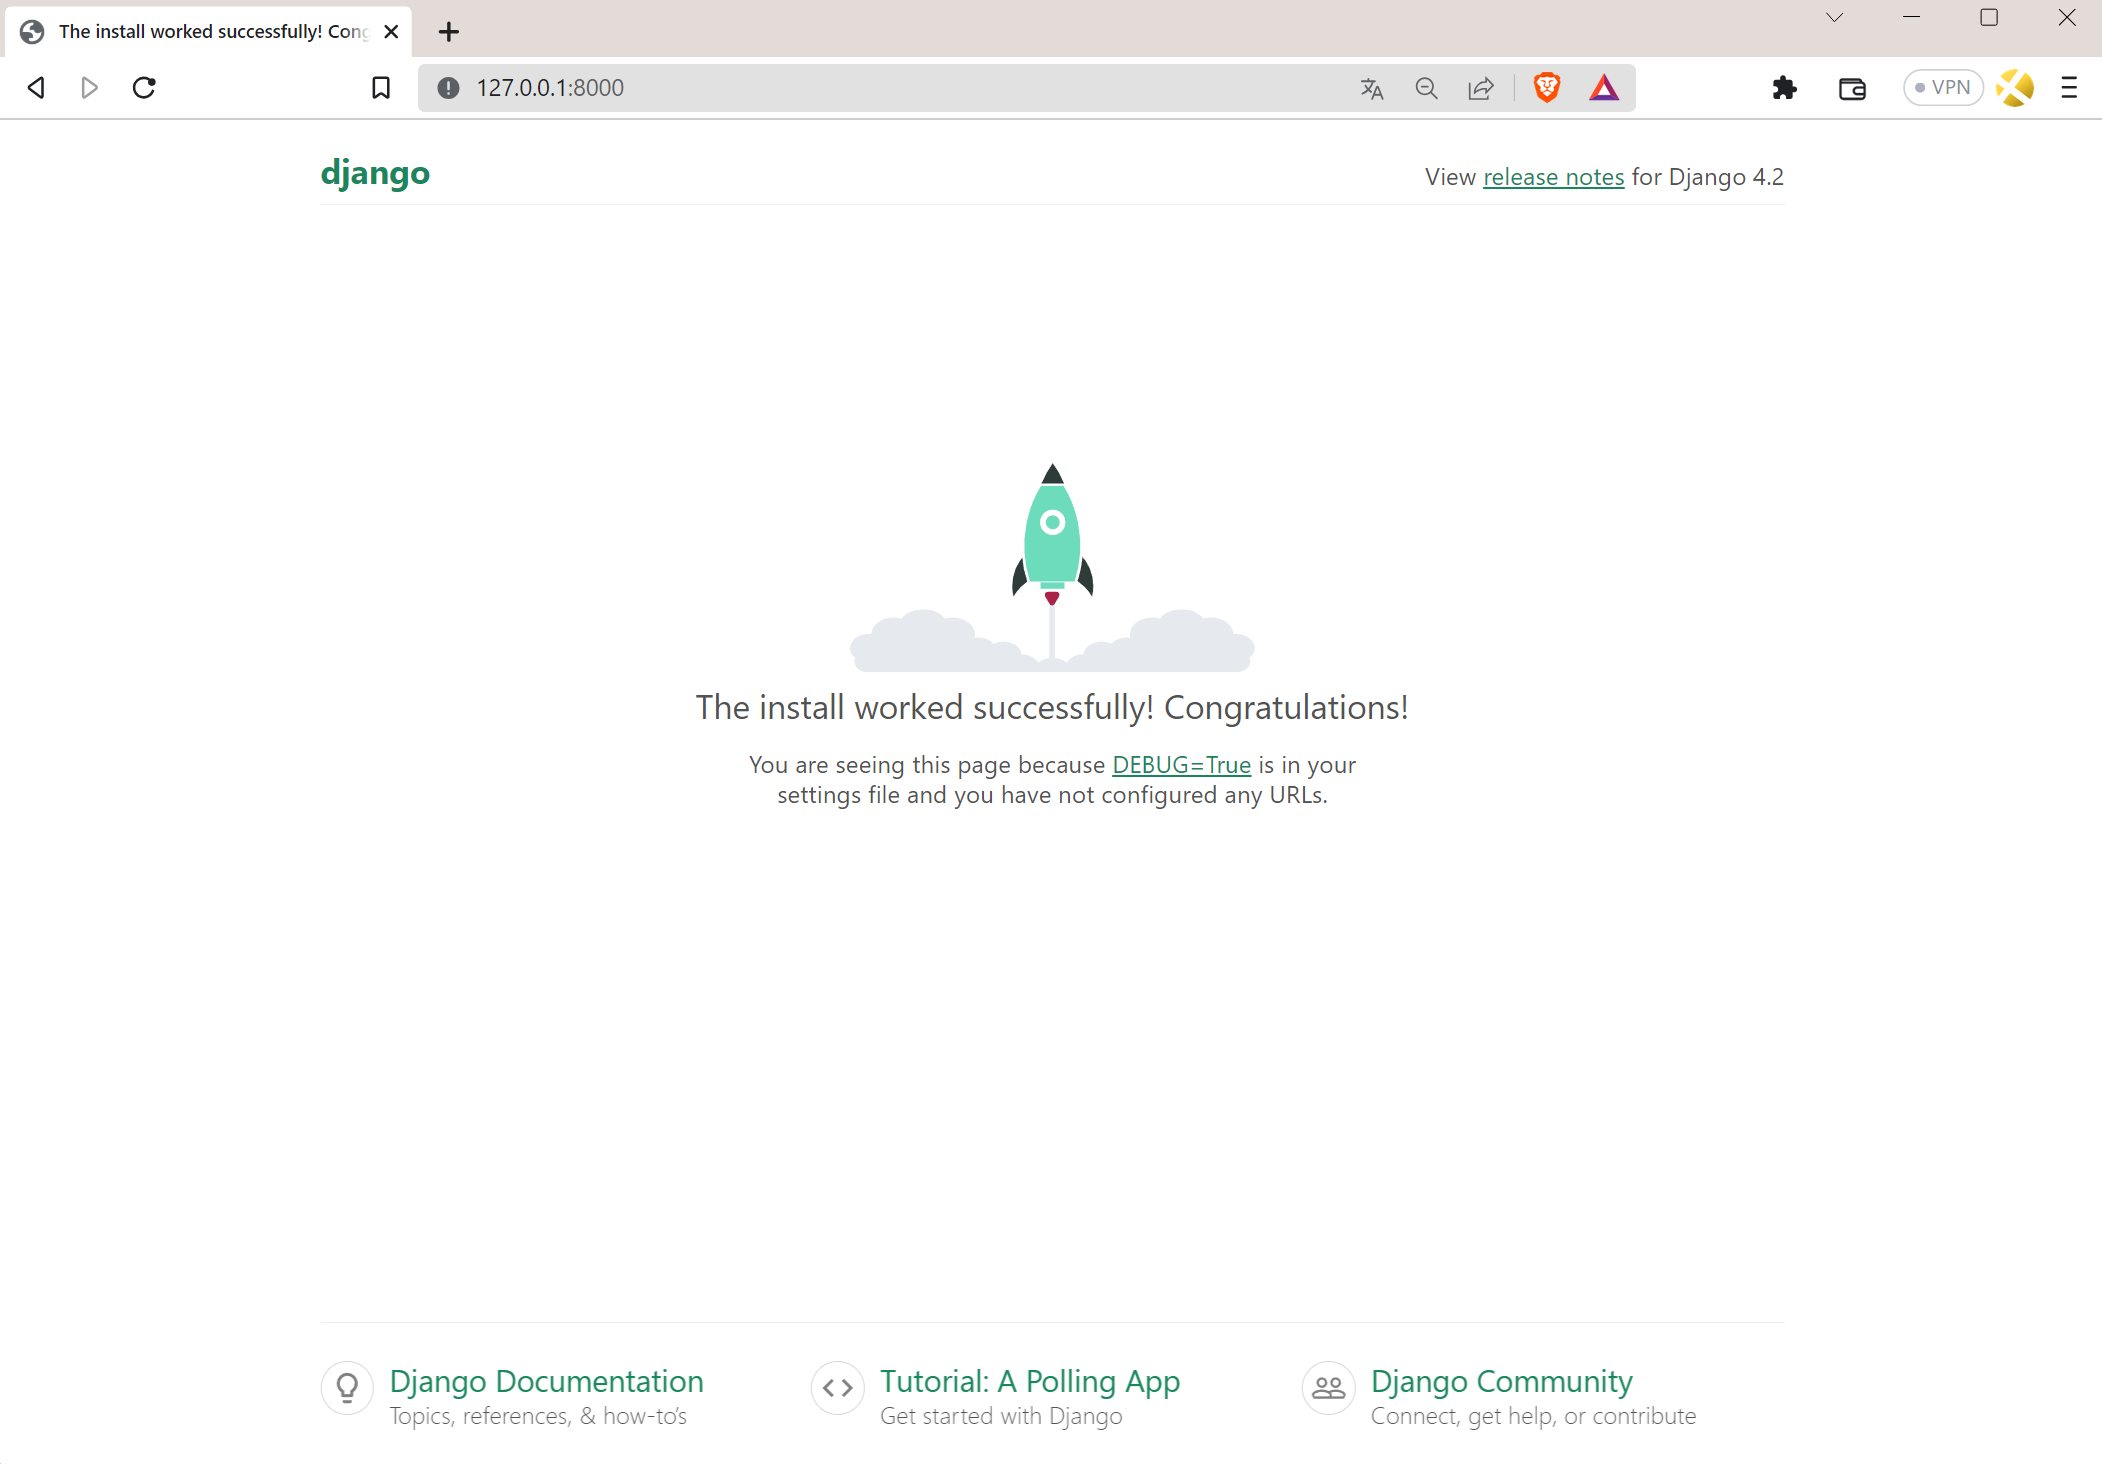 The install worked successfully! Cong
127.0.0.1:8000
VPN
django
View release notes for Django 4.2
The install worked successfully! Congratulations!
You are seeing this page because DEBUG=True is in your
settings file and you have not configured any URLs.
Django Documentation
Topics, references, & how-to’s
Tutorial: A Polling App
Get started with Django
Django Community
Connect, get help, or contribute